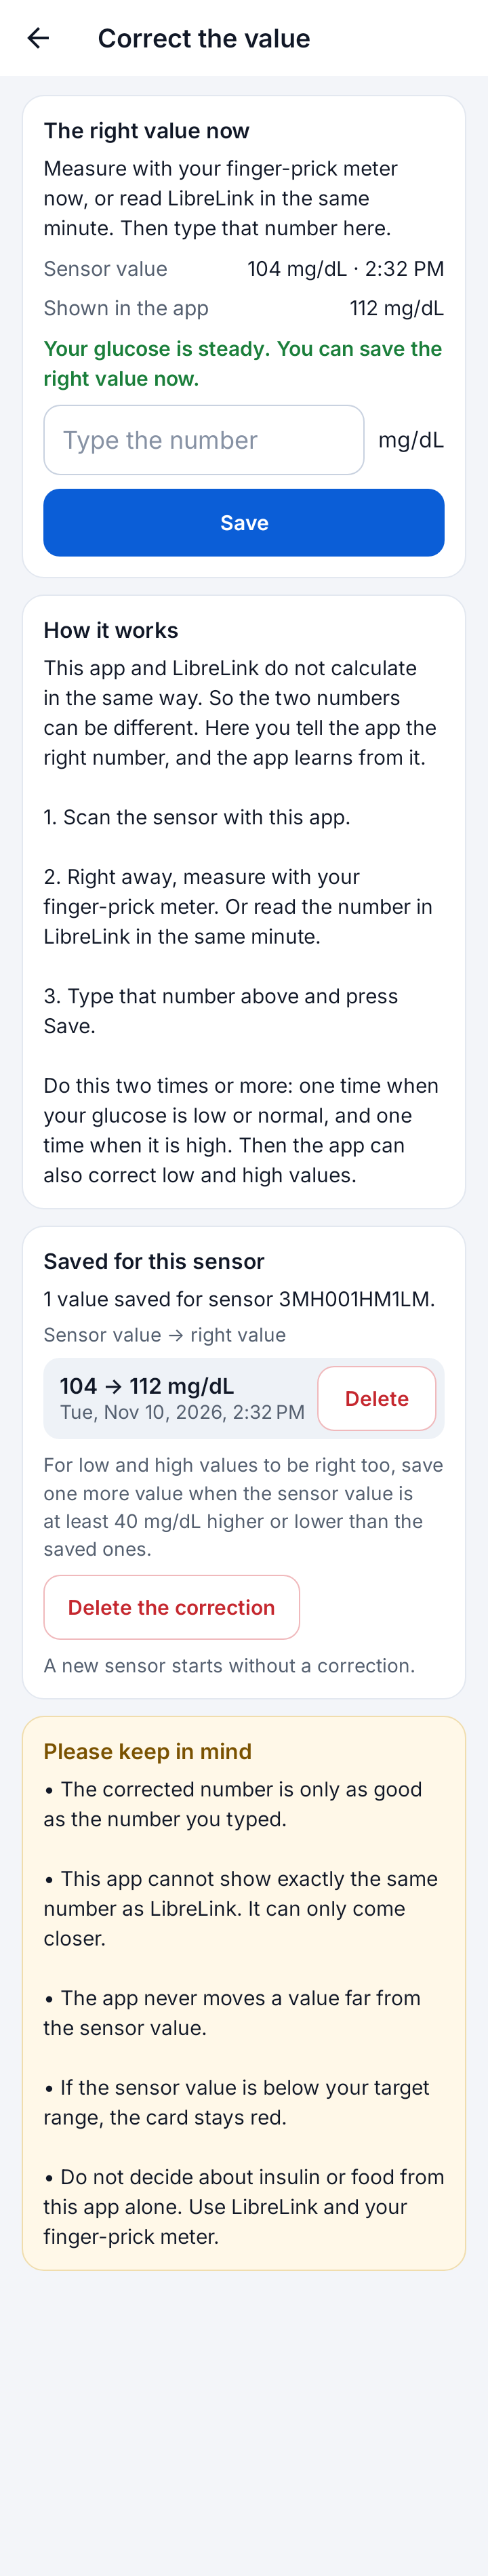 Correct the value
The right value now
Measure with your finger-prick meter
now, or read LibreLink in the same
minute. Then type that number here.
Sensor value 104 mg/dL · 2:32 PM
Shown in the app 112 mg/dL
Your glucose is steady. You can save the
right value now.
Type the number mg/dL
Save
How it works
This app and LibreLink do not calculate
in the same way. So the two numbers
can be different. Here you tell the app the
right number, and the app learns from it.
1. Scan the sensor with this app.
2. Right away, measure with your
finger-prick meter. Or read the number in
LibreLink in the same minute.
3. Type that number above and press
Save.
Do this two times or more: one time when
your glucose is low or normal, and one
time when it is high. Then the app can
also correct low and high values.
Saved for this sensor
1 value saved for sensor 3MH001HM1LM.
Sensor value → right value
104 → 112 mg/dL
Tue, Nov 10, 2026, 2:32 PM
Delete
For low and high values to be right too, save
one more value when the sensor value is
at least 40 mg/dL higher or lower than the
saved ones.
Delete the correction
A new sensor starts without a correction.
Please keep in mind
• The corrected number is only as good
as the number you typed.
• This app cannot show exactly the same
number as LibreLink. It can only come
closer.
• The app never moves a value far from
the sensor value.
• If the sensor value is below your target
range, the card stays red.
• Do not decide about insulin or food from
this app alone. Use LibreLink and your
finger-prick meter.